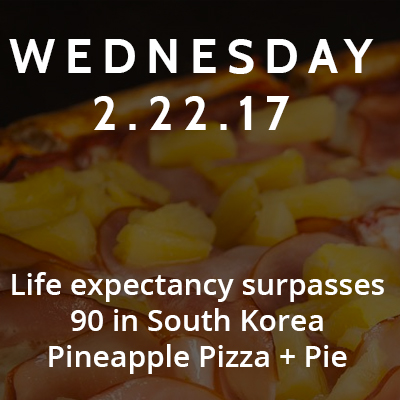 WEDNESDAY
2.22.17
Life expectancy surpasses
90 in South Korea
Pineapple Pizza + Pie